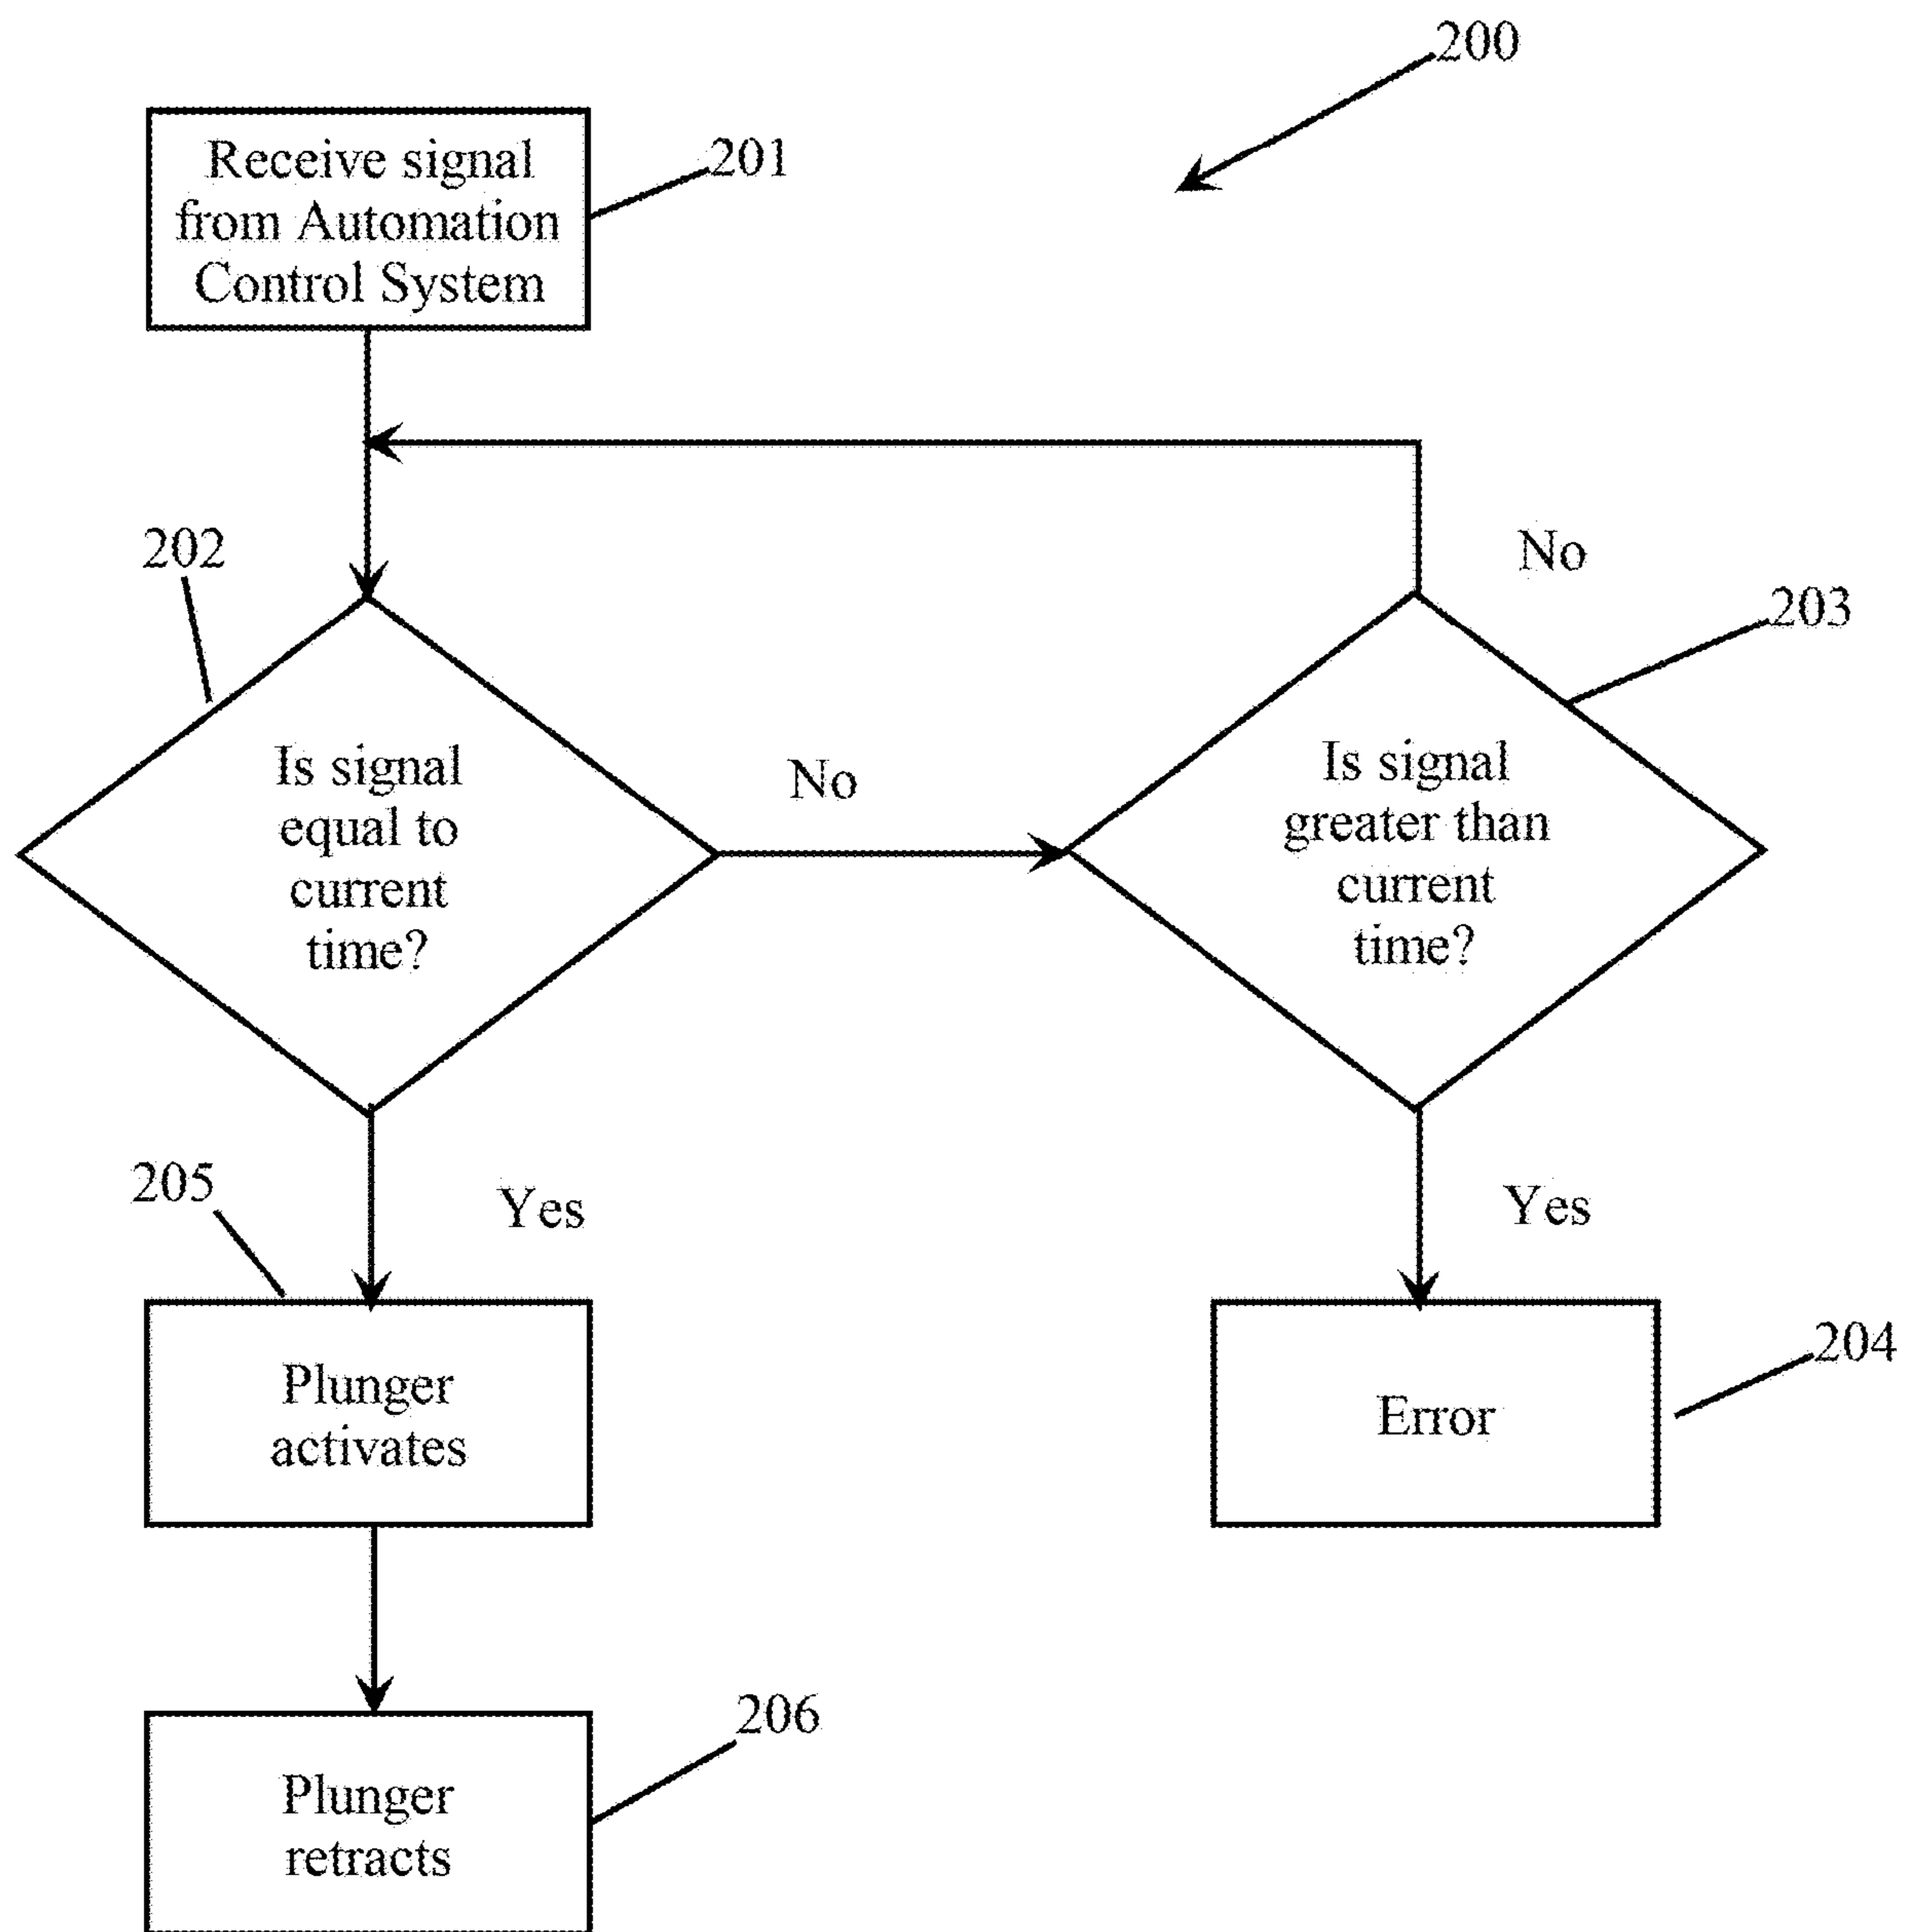 200
Receive signal
from Automation
Control System
201
202
No
203
Is signal
equal to
current
time?
No
Is signal
greater than
current
time?
205
Yes
Yes
Plunger
activates
Error
204
206
Plunger
retracts